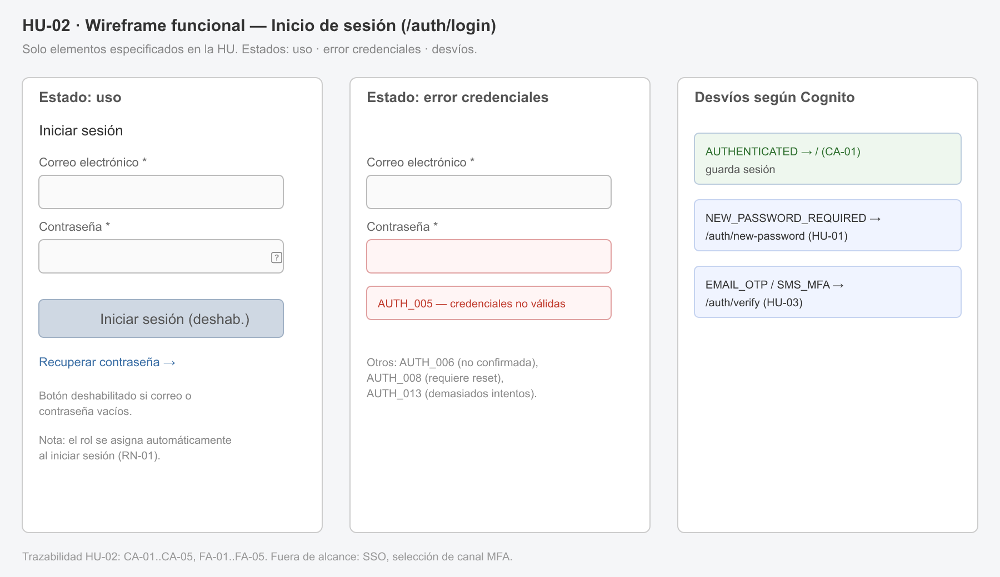 HU-02 · Wireframe funcional — Inicio de sesión (/auth/login)
Solo elementos especificados en la HU. Estados: uso · error credenciales · desvíos.
Estado: uso
Iniciar sesión
Correo electrónico *
Contraseña *
?
Iniciar sesión (deshab.)
Recuperar contraseña →
Botón deshabilitado si correo o
contraseña vacíos.
Nota: el rol se asigna automáticamente
al iniciar sesión (RN-01).
Estado: error credenciales
Correo electrónico *
Contraseña *
AUTH_005 — credenciales no válidas
Otros: AUTH_006 (no confirmada),
AUTH_008 (requiere reset),
AUTH_013 (demasiados intentos).
Desvíos según Cognito
AUTHENTICATED → / (CA-01)
guarda sesión
NEW_PASSWORD_REQUIRED →
/auth/new-password (HU-01)
EMAIL_OTP / SMS_MFA →
/auth/verify (HU-03)
Trazabilidad HU-02: CA-01..CA-05, FA-01..FA-05. Fuera de alcance: SSO, selección de canal MFA.